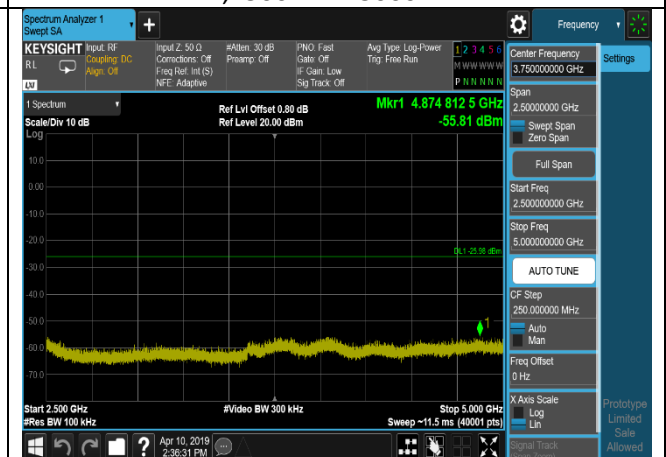 Spectrum Analyzer 1
Swept SA
+
Frequency
KEYSIGHT
RL
LXI
Input: RF
Coupling: DC
Align: Off
Input Z: 50 Ω
Corrections: Off
Freq Ref: Int (S)
NFE: Adaptive
#Atten: 30 dB
Preamp: Off
PNO: Fast
Gate: Off
IF Gain: Low
Sig Track: Off
Avg Type: Log-Power
Trig: Free Run
1 2 3 4 5 6
M W W W W W
P N N N N N
1 Spectrum
Scale/Div 10 dB
Log
Ref Lvl Offset 0.80 dB
Ref Level 20.00 dBm
Mkr1 4.874 812 5 GHz
-55.81 dBm
10.0
0.00
-10.0
-20.0
-30.0
-40.0
-50.0
-60.0
-70.0
DL1 -25.98 dBm
1
Start 2.500 GHz
#Res BW 100 kHz
#Video BW 300 kHz
Stop 5.000 GHz
Sweep ~11.5 ms (40001 pts)
?
Apr 10, 2019
2:36:31 PM
Center Frequency
3.750000000 GHz
Span
2.50000000 GHz
Swept Span
Zero Span
Full Span
Start Freq
2.500000000 GHz
Stop Freq
5.000000000 GHz
AUTO TUNE
CF Step
250.000000 MHz
Auto
Man
Freq Offset
0 Hz
X Axis Scale
Log
Lin
Signal Track
Settings
Prototype
Limited
Sale
Allowed